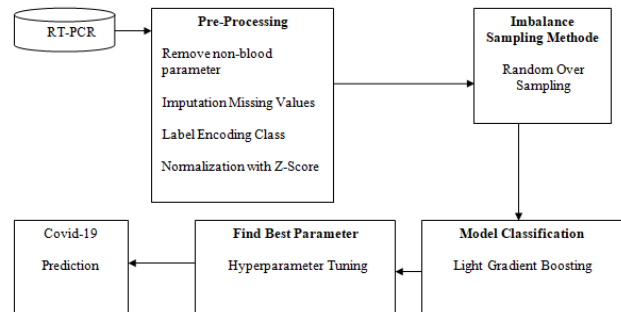 RT-PCR
Pre-Processing
Remove non-blood
parameter
Imputation Missing Values
Label Encoding Class
Normalization with Z-Score
Imbalance
Sampling Methode
Random Over
Sampling
Model Classification
Light Gradient Boosting
Find Best Parameter
Hyperparameter Tuning
Covid-19
Prediction